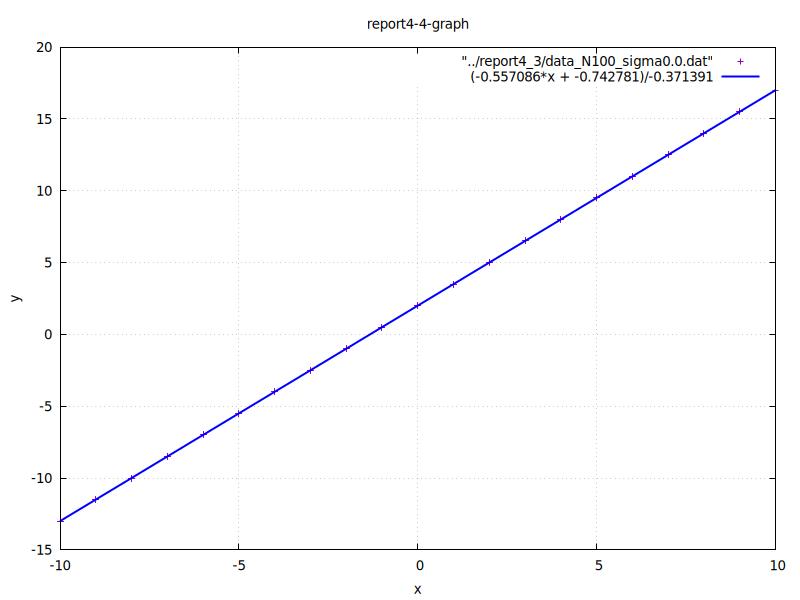 report4-4-graph
"../report4_3/data_N100_sigma0.0.dat"
(-0.557086*x + -0.742781)/-0.371391
20
15
10
5
0
-5
-10
-15
y
-10
-5
0
5
10
x